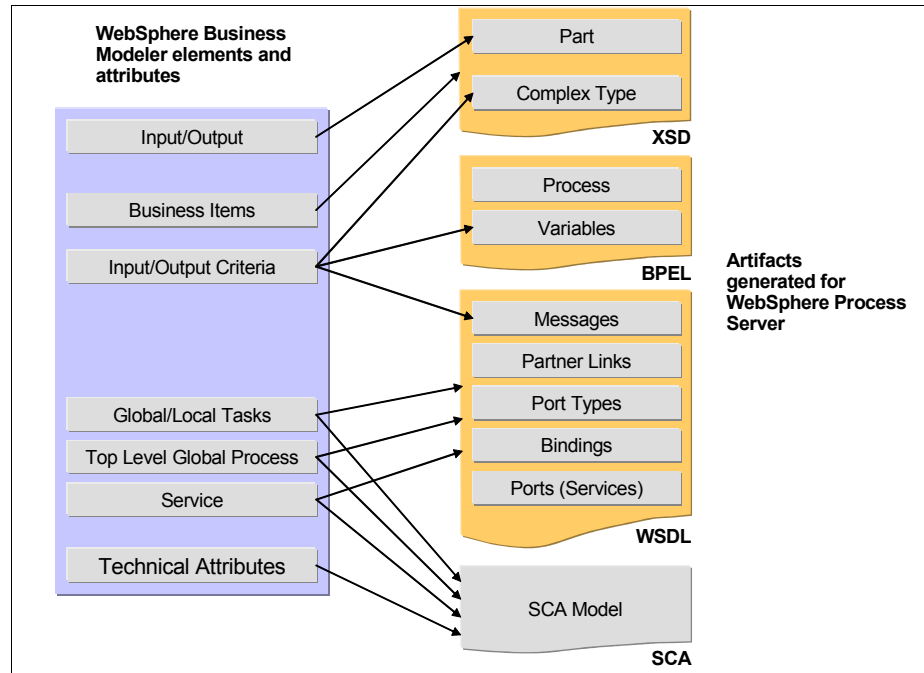 WebSphere Business
Modeler elements and
attributes
Input/Output
Business Items
Input/Output Criteria
Global/Local Tasks
Top Level Global Process
Service
Technical Attributes
Part
Complex Type
XSD
Process
Variables
BPEL
Messages
Partner Links
Port Types
Bindings
Ports (Services)
WSDL
SCA Model
SCA
Artifacts
generated for
WebSphere Process
Server